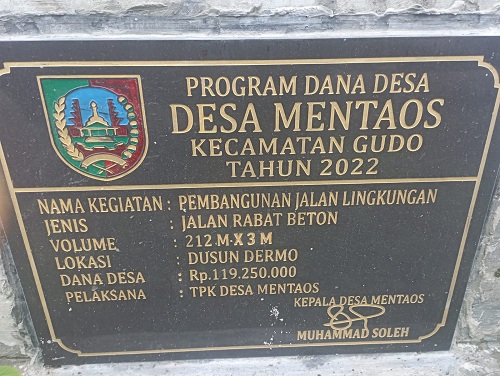 PROGRAM DANA DESA
DESA MENTAOS
KECAMATAN GUDO
TAHUN 2022
NAMA KEGIATAN : PEMBANGUNAN JALAN LINGKUNGAN
JENIS : JALAN RABAT BETON
VOLUME : 212 M X 3 M
LOKASI : DUSUN DERMO
DANA DESA : Rp.119.250.000
PELAKSANA : TPK DESA MENTAOS
KEPALA DESA MENTAOS
MUHAMMAD SOLEH